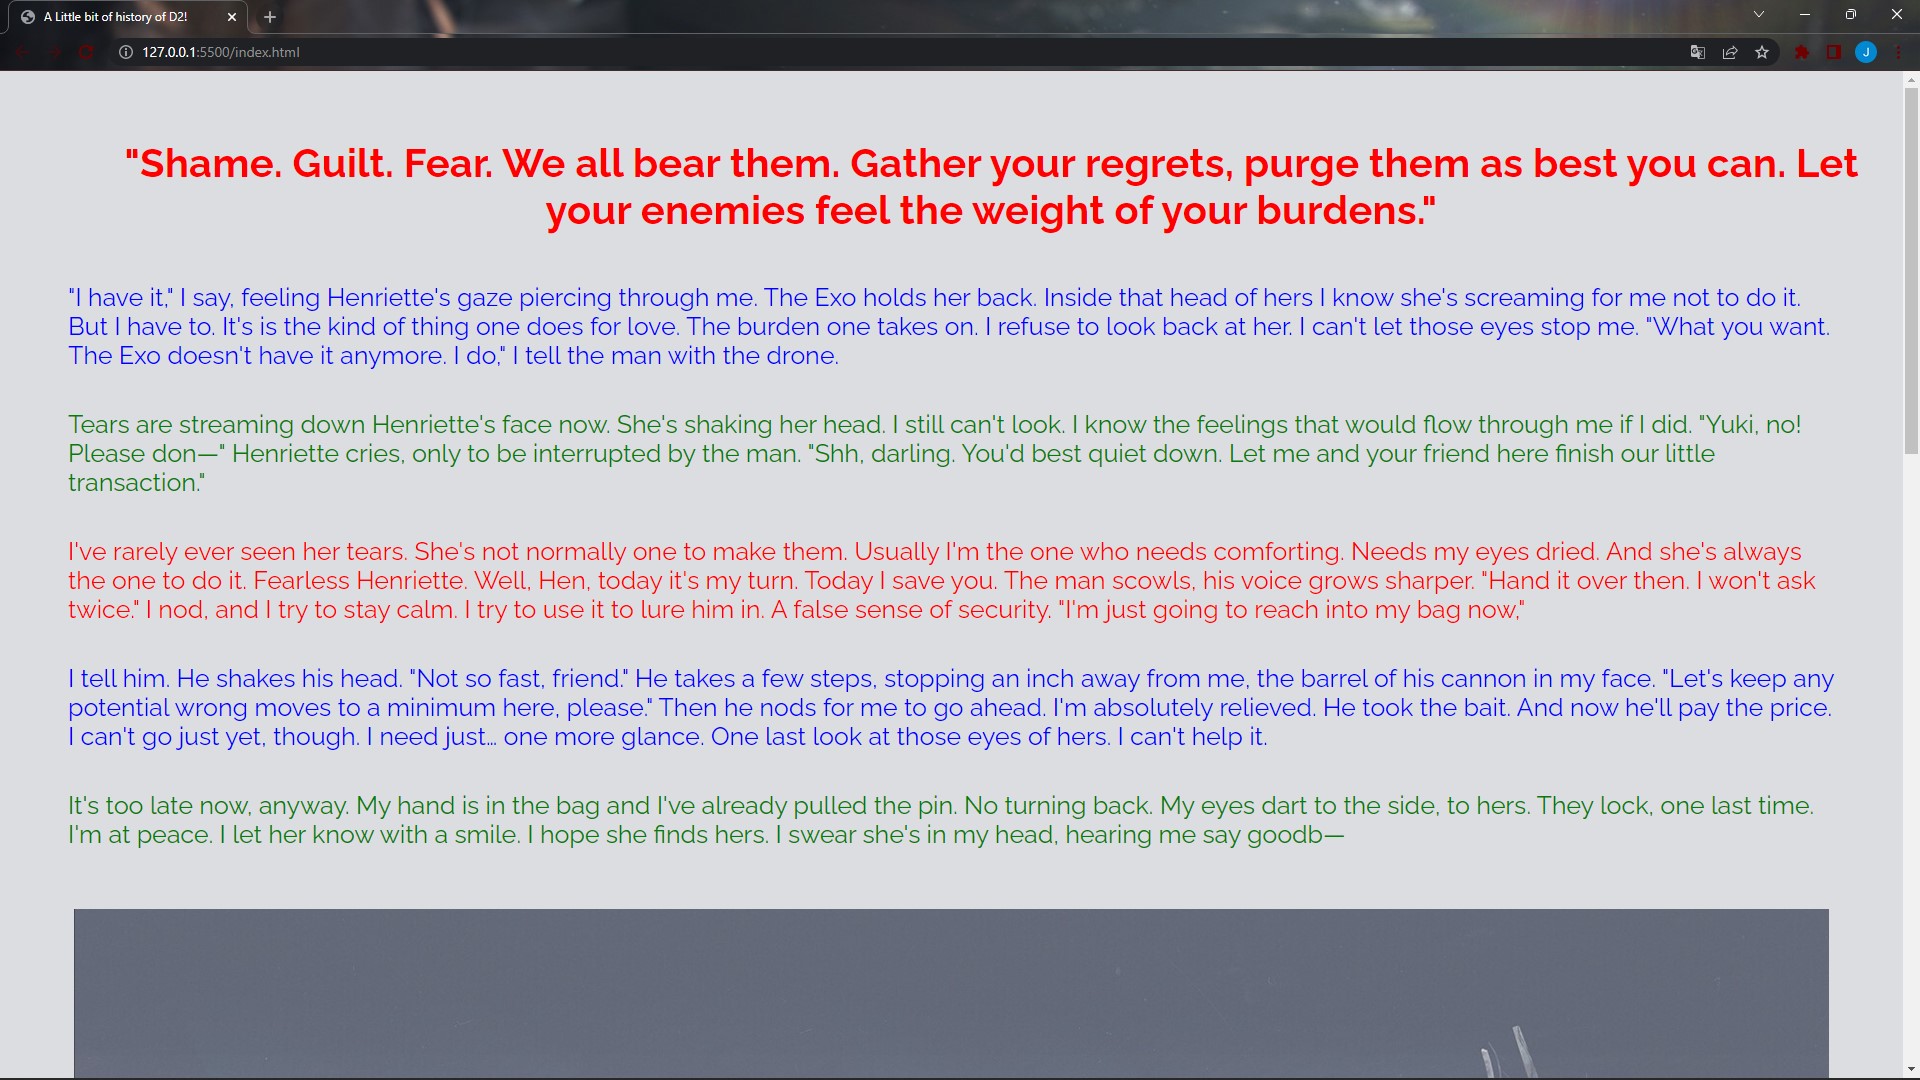 A Little bit of history of D2!
127.0.0.1:5500/index.html
J
"Shame. Guilt. Fear. We all bear them. Gather your regrets, purge them as best you can. Let
your enemies feel the weight of your burdens."
"I have it," I say, feeling Henriette's gaze piercing through me. The Exo holds her back. Inside that head of hers I know she's screaming for me not to do it.
But I have to. It's is the kind of thing one does for love. The burden one takes on. I refuse to look back at her. I can't let those eyes stop me. "What you want.
The Exo doesn't have it anymore. I do," I tell the man with the drone.
Tears are streaming down Henriette's face now. She's shaking her head. I still can't look. I know the feelings that would flow through me if I did. "Yuki, no!
Please don—" Henriette cries, only to be interrupted by the man. "Shh, darling. You'd best quiet down. Let me and your friend here finish our little
transaction."
I've rarely ever seen her tears. She's not normally one to make them. Usually I'm the one who needs comforting. Needs my eyes dried. And she's always
the one to do it. Fearless Henriette. Well, Hen, today it's my turn. Today I save you. The man scowls, his voice grows sharper. "Hand it over then. I won't ask
twice." I nod, and I try to stay calm. I try to use it to lure him in. A false sense of security. "I'm just going to reach into my bag now,"
I tell him. He shakes his head. "Not so fast, friend." He takes a few steps, stopping an inch away from me, the barrel of his cannon in my face. "Let's keep any
potential wrong moves to a minimum here, please." Then he nods for me to go ahead. I'm absolutely relieved. He took the bait. And now he'll pay the price.
I can't go just yet, though. I need just… one more glance. One last look at those eyes of hers. I can't help it.
It's too late now, anyway. My hand is in the bag and I've already pulled the pin. No turning back. My eyes dart to the side, to hers. They lock, one last time.
I'm at peace. I let her know with a smile. I hope she finds hers. I swear she's in my head, hearing me say goodb—